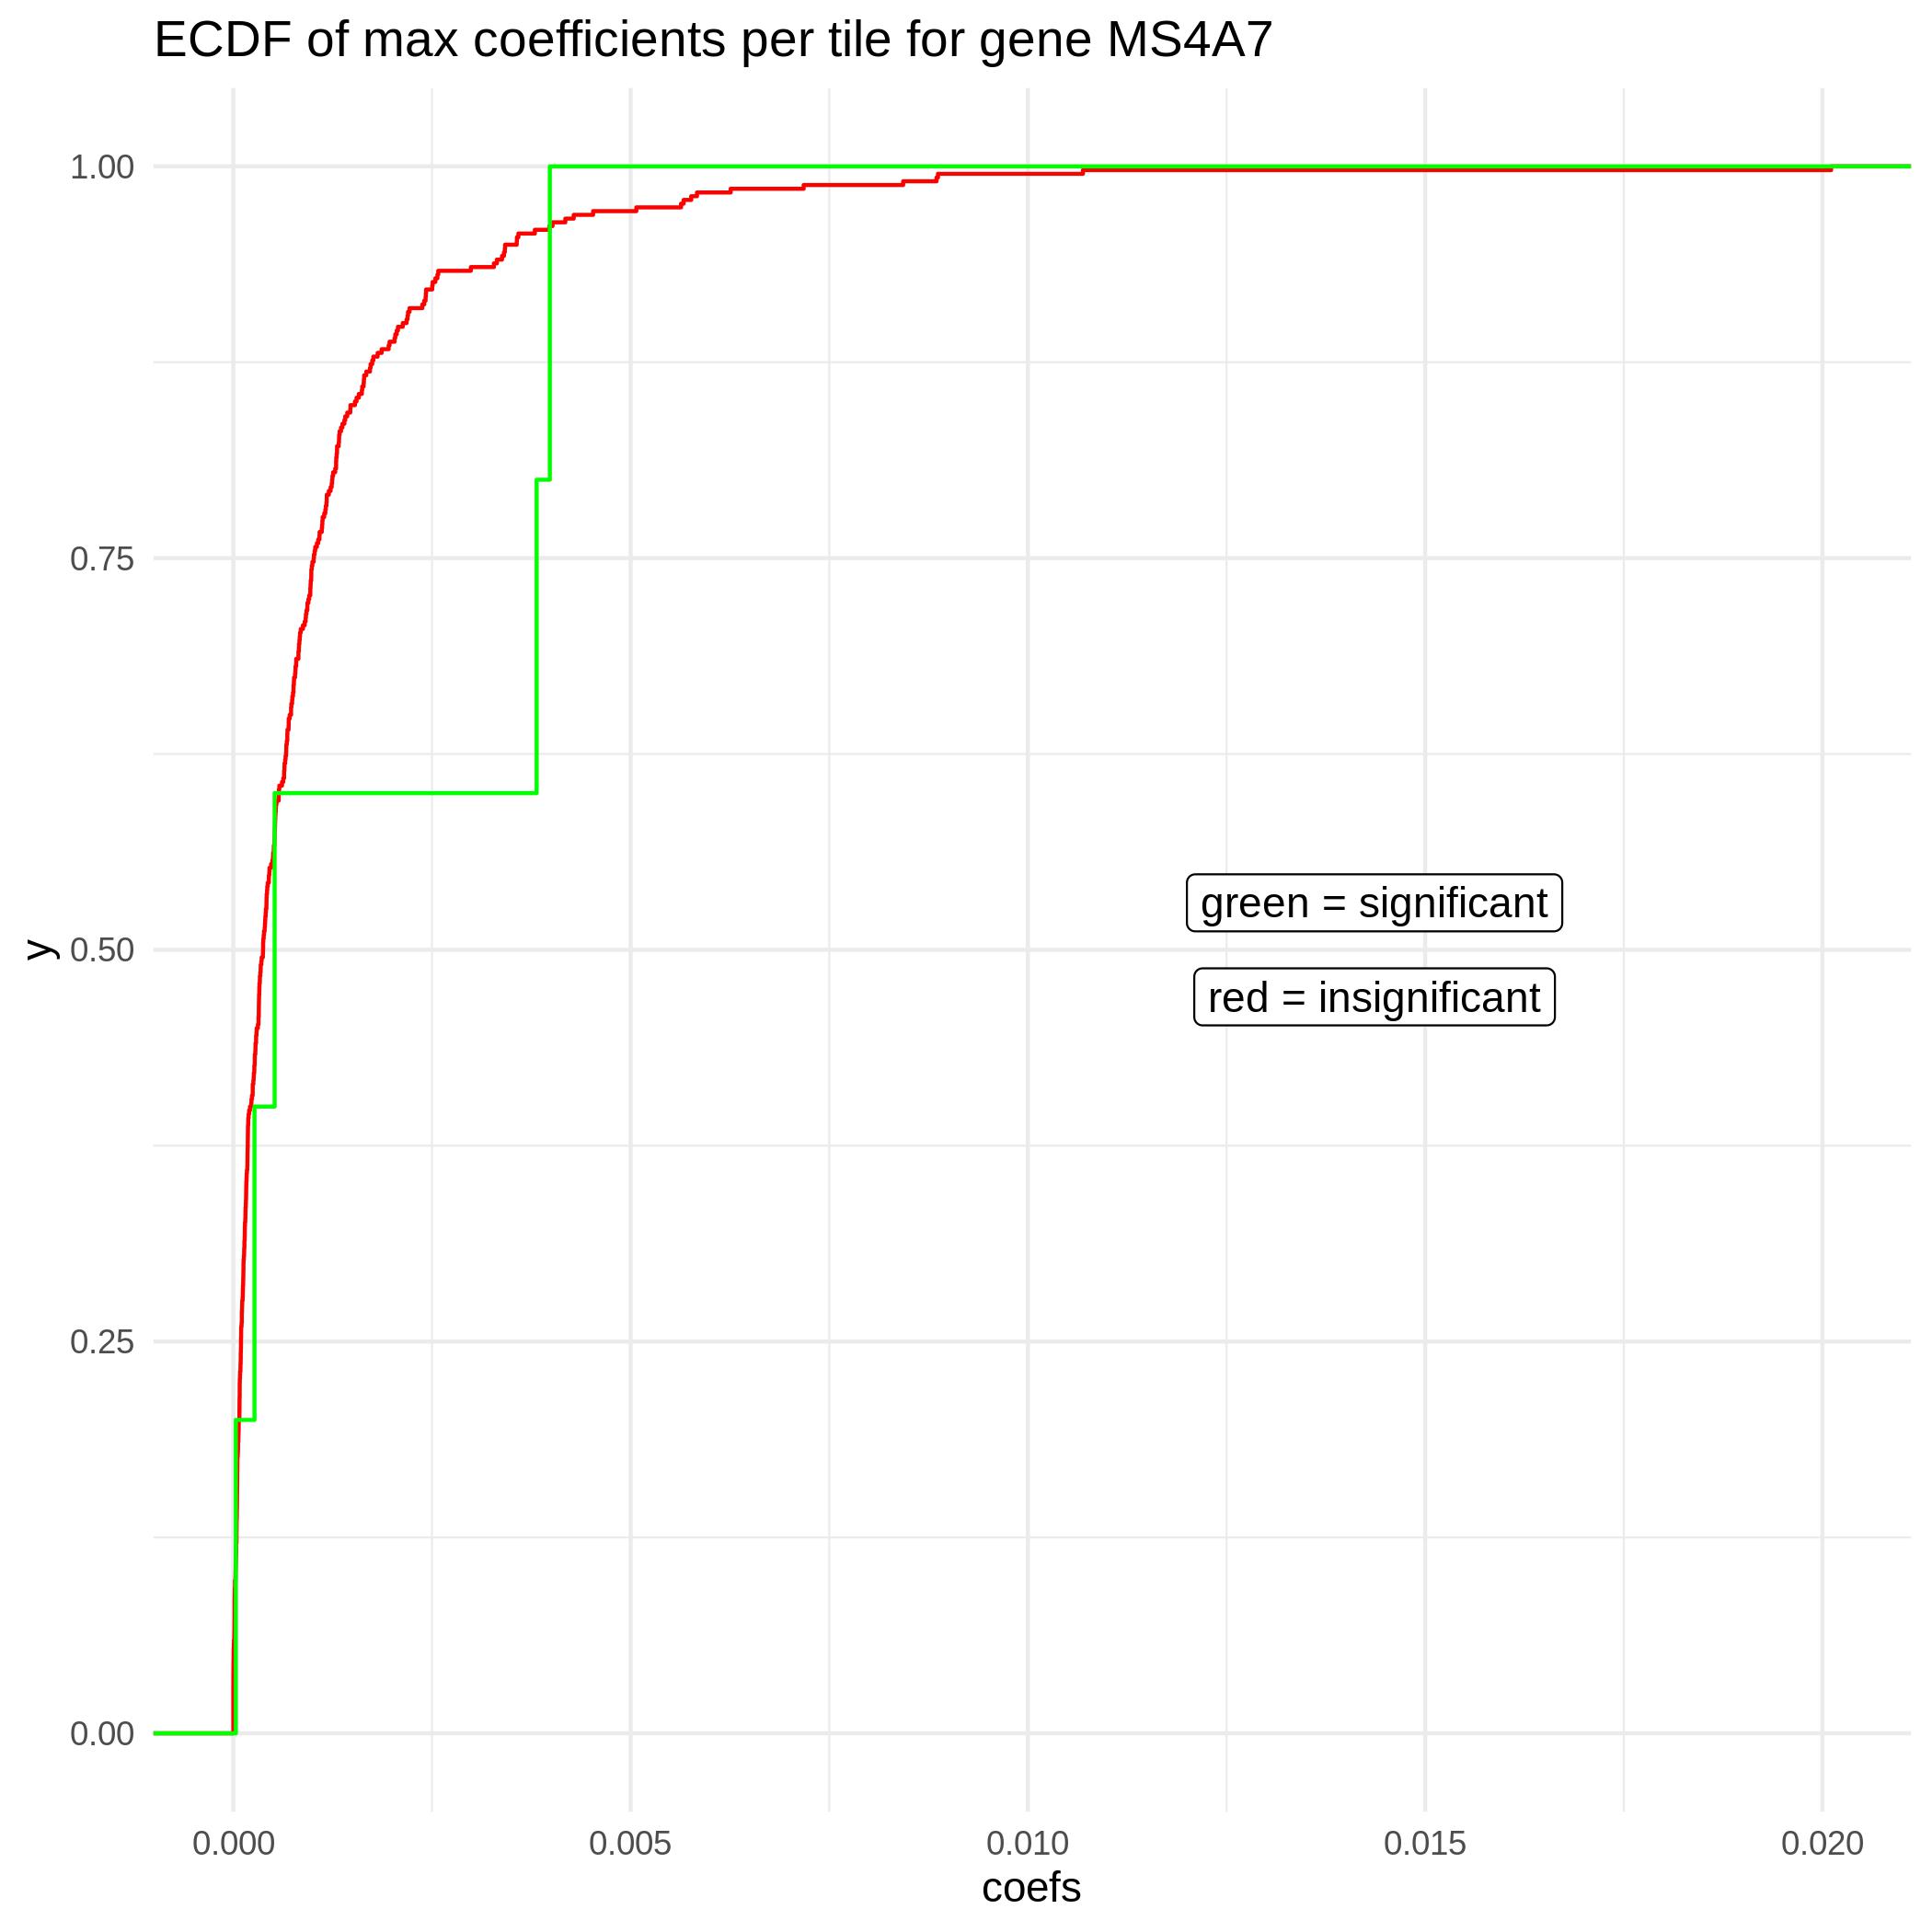 ECDF of max coefficients per tile for gene MS4A7
1.00
0.75
0.50
0.25
0.00
y
green = significant
red = insignificant
0.000 0.005 0.010 0.015 0.020
coefs